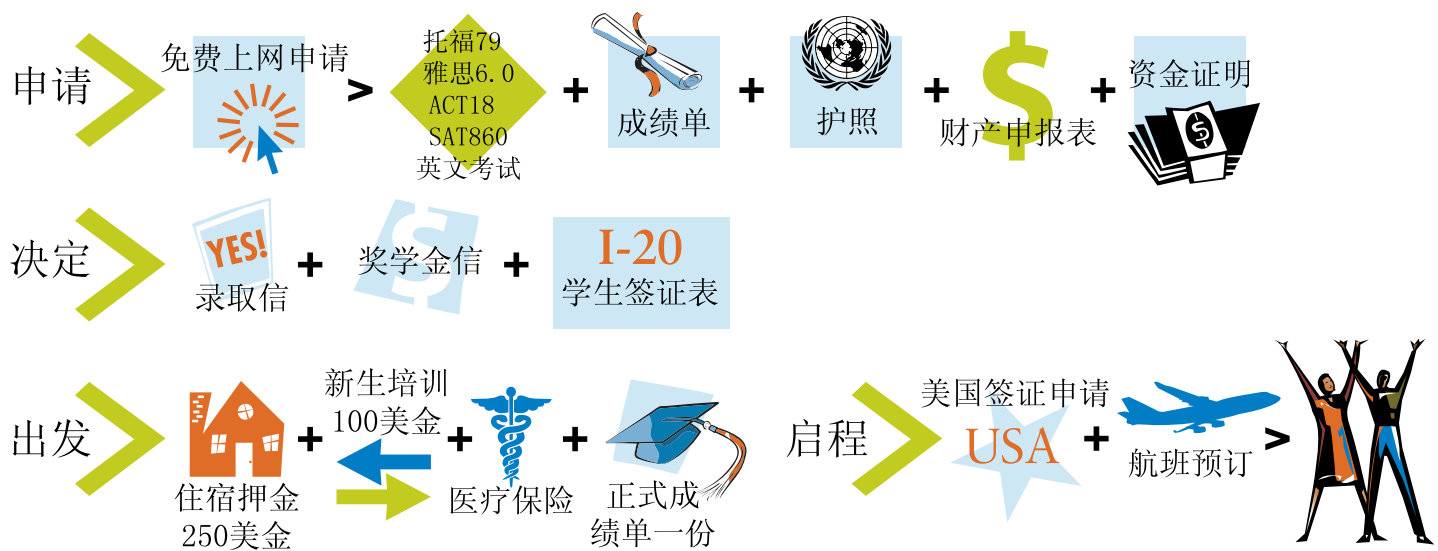 申请
免费上网申请
>
托福79
雅思6.0
ACT18
SAT860
英文考试
+
成绩单
+
护照
+
$
财产申报表
+
资金证明
$
决定
YES!
录取信
+
$
奖学金信
+
I-20
学生签证表
出发
住宿押金
250美金
+
新生培训
100美金
+
医疗保险
+
正式成
绩单一份
启程
美国签证申请
USA
+
航班预订
>